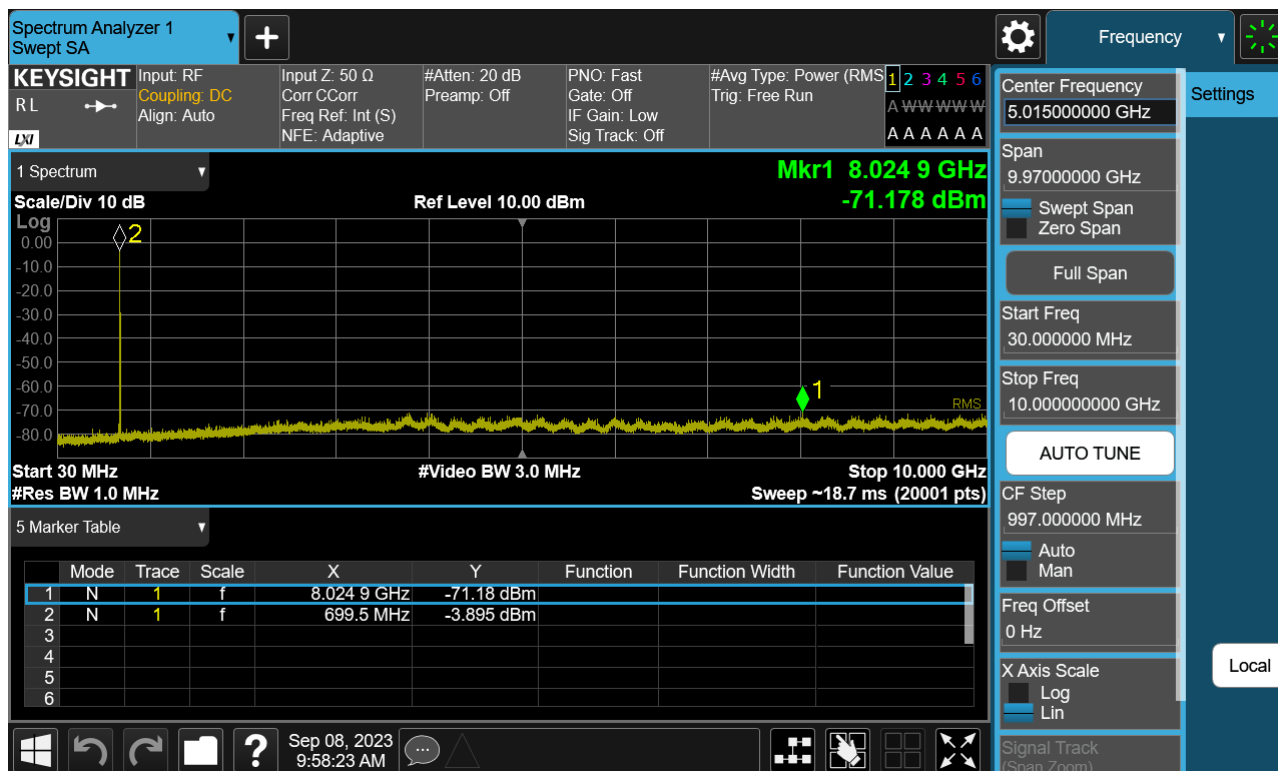 Spectrum Analyzer 1
Swept SA
+
Frequency
KEYSIGHT
R L
LXI
Input: RF
Coupling: DC
Align: Auto
Input Z: 50 Ω
Corr CCorr
Freq Ref: Int (S)
NFE: Adaptive
#Atten: 20 dB
Preamp: Off
PNO: Fast
Gate: Off
IF Gain: Low
Sig Track: Off
#Avg Type: Power (RMS
Trig: Free Run
1 2 3 4 5 6
A W W W W W
A A A A A A
1 Spectrum
Mkr1 8.024 9 GHz
-71.178 dBm
Scale/Div 10 dB
Ref Level 10.00 dBm
Log
0.00
-10.0
-20.0
-30.0
-40.0
-50.0
-60.0
-70.0
-80.0
2
1
RMS
Start 30 MHz
#Video BW 3.0 MHz
Stop 10.000 GHz
#Res BW 1.0 MHz
Sweep ~18.7 ms (20001 pts)
5 Marker Table
Mode Trace Scale X Y Function Function Width Function Value
1 N 1 f 8.024 9 GHz -71.18 dBm
2 N 1 f 699.5 MHz -3.895 dBm
3
4
5
6
Center Frequency
5.015000000 GHz
Span
9.97000000 GHz
Swept Span
Zero Span
Full Span
Start Freq
30.000000 MHz
Stop Freq
10.000000000 GHz
AUTO TUNE
CF Step
997.000000 MHz
Auto
Man
Freq Offset
0 Hz
X Axis Scale
Log
Lin
Signal Track
(Span Zoom)
Settings
Local
?
Sep 08, 2023
9:58:23 AM